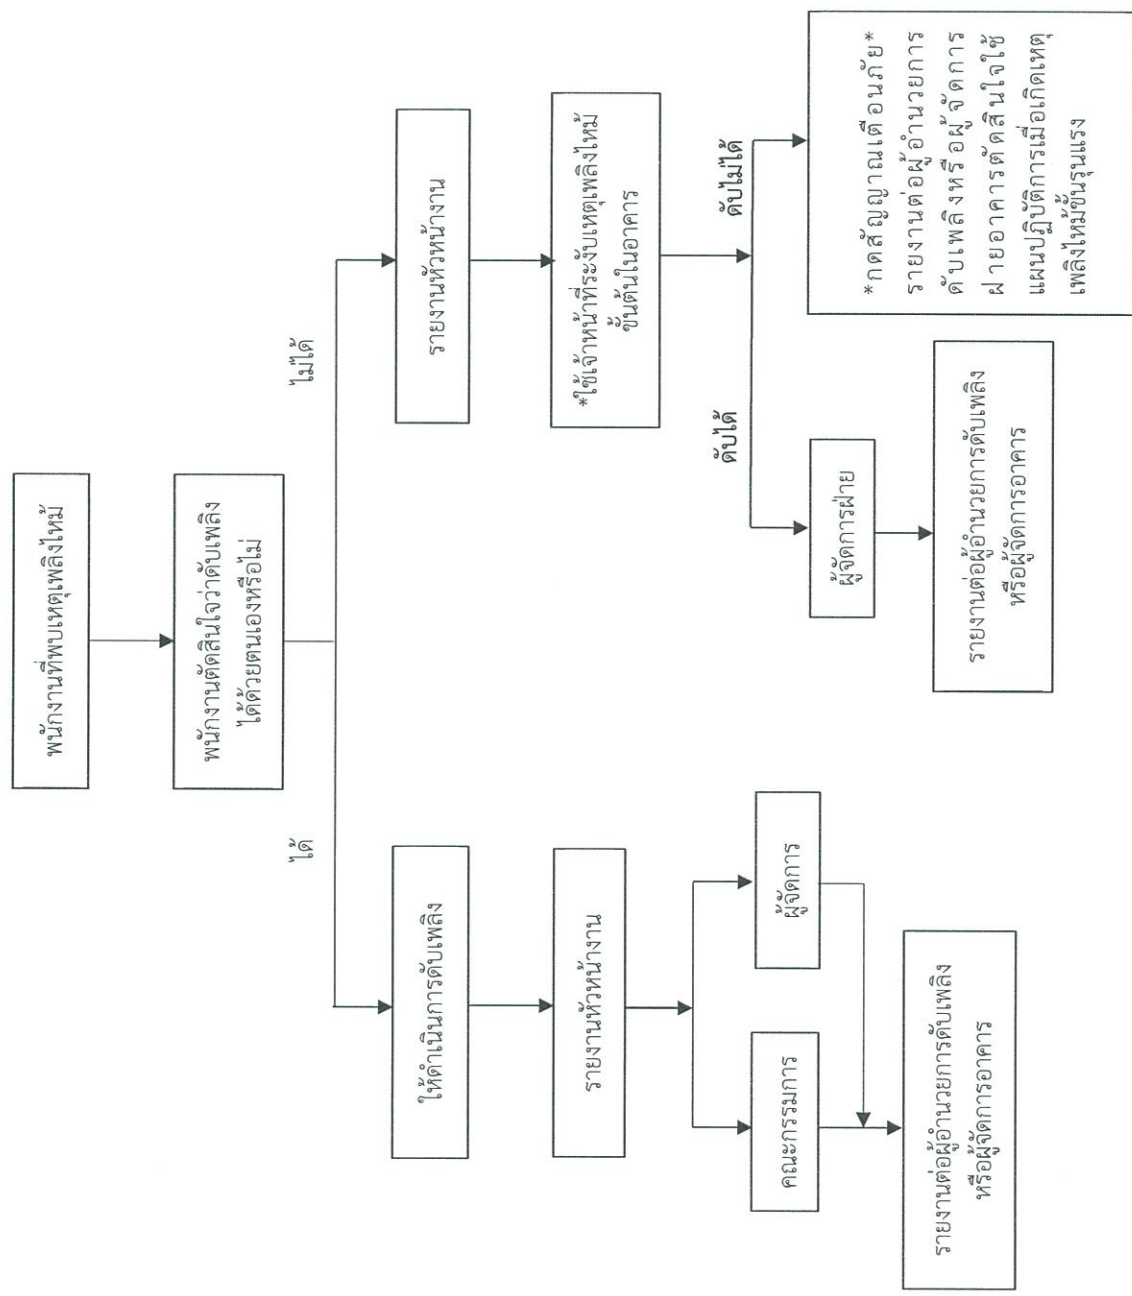 พนักงานที่พบเหตุเพลิงไหม้
พนักงานตัดสินใจว่าดับเพลิง
ได้ด้วยตนเองหรือไม่
ได้
ไม่ได้
ให้ดำเนินการดับเพลิง
รายงานหัวหน้างาน
รายงานหัวหน้างาน
*ใช้เจ้าหน้าที่ระงับเหตุเพลิงไหม้
ขั้นต้นในอาคาร
คณะกรรมการ
ผู้จัดการ
รายงานต่อผู้อำนวยการดับเพลิง
หรือผู้จัดการอาคาร
ดับได้
ดับไม่ได้
ผู้จัดการฝ่าย
รายงานต่อผู้อำนวยการดับเพลิง
หรือผู้จัดการอาคาร
*กดสัญญาณเตือนภัย*
รายงานต่อผู้อำนวยการ
ดับเพลิงหรือผู้จัดการ
ฝ่ายอาคารตัดสินใจใช้
แผนปฏิบัติการเมื่อเกิดเหตุ
เพลิงไหม้ขั้นรุนแรง